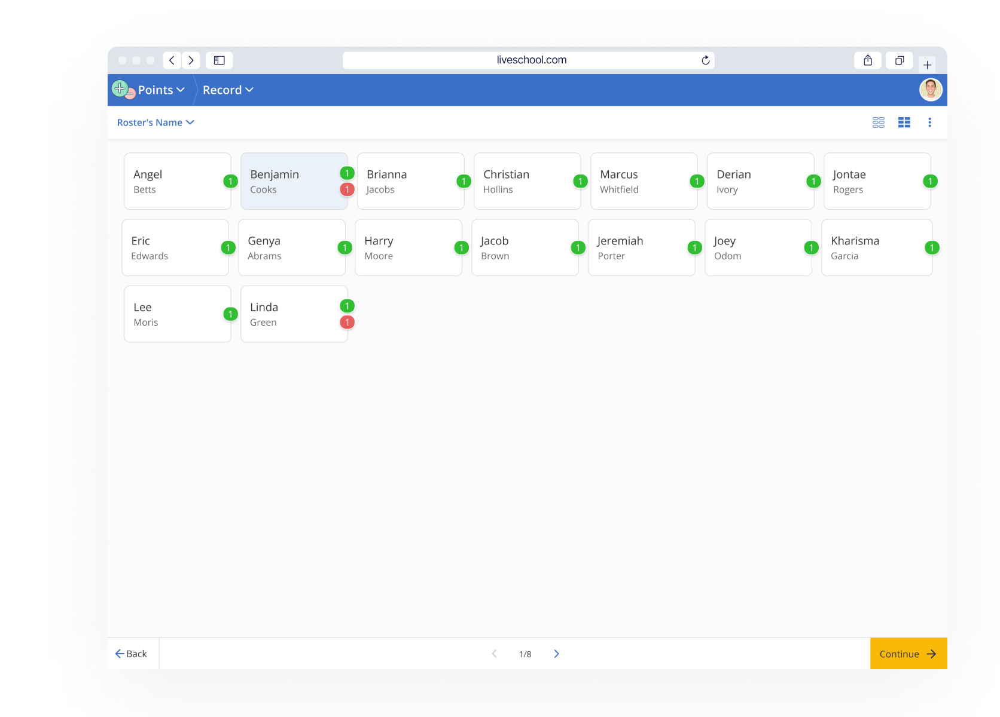 liveschool.com
Points
Record
Roster's Name
Angel
Betts
1
Benjamin
Cooks
1
1
Brianna
Jacobs
1
Christian
Hollins
1
Marcus
Whitfield
1
Derian
Ivory
1
Jontae
Rogers
1
Eric
Edwards
1
Genya
Abrams
1
Harry
Moore
1
Jacob
Brown
1
Jeremiah
Porter
1
Joey
Odom
1
Kharisma
Garcia
1
Lee
Moris
1
Linda
Green
1
1
Back
1/8
Continue